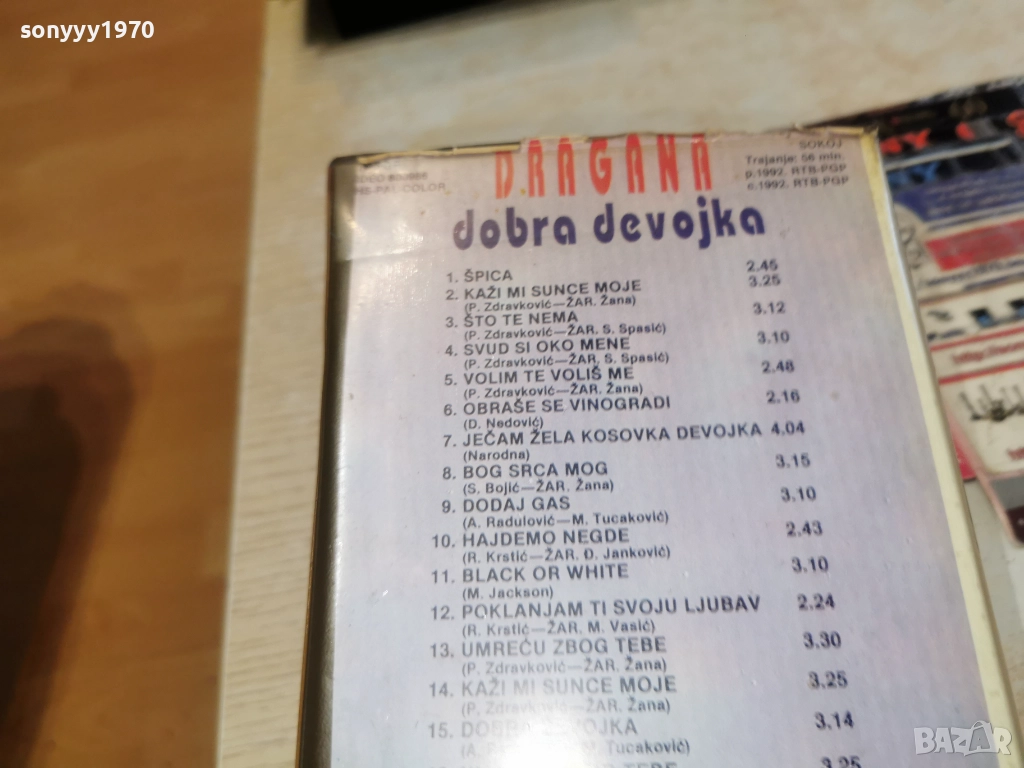 sonyyy1970
DRAGANA
dobra devojka
PAL COLOR
SOKOJ
Trajanje: 56 min.
p.1992. RTB-PGP
c.1992. RTB-PGP
1. ŠPICA 2.45
2. KAŽI MI SUNCE MOJE 3.25
(P. Zdravković—ŽAR. Žana)
3. ŠTO TE NEMA 3.12
(P. Zdravković—ŽAR. S. Spasić)
4. SVUD SI OKO MENE 3.10
(P. Zdravković—ŽAR. S. Spasić)
5. VOLIM TE VOLIŠ ME 2.48
(P. Zdravković—ŽAR. Žana)
6. OBRAŠE SE VINOGRADI 2.16
(D. Nedović)
7. JEČAM ŽELA KOSOVKA DEVOJKA 4.04
(Narodna)
8. BOG SRCA MOG 3.15
(S. Bojić—ŽAR. Žana)
9. DODAJ GAS 3.10
(A. Radulović—M. Tucaković)
10. HAJDEMO NEGDE 2.43
(R. Krstić—ŽAR. Đ. Janković)
11. BLACK OR WHITE 3.10
(M. Jackson)
12. POKLANJAM TI SVOJU LJUBAV 2.24
(R. Krstić—ŽAR. M. Vasić)
13. UMREĆU ZBOG TEBE 3.30
(P. Zdravković—ŽAR. Žana)
14. KAŽI MI SUNCE MOJE 3.25
(P. Zdravković—ŽAR. Žana)
15. DOBRA DEVOJKA 3.14
Tucaković)
TEBE 3.25
BAZAR